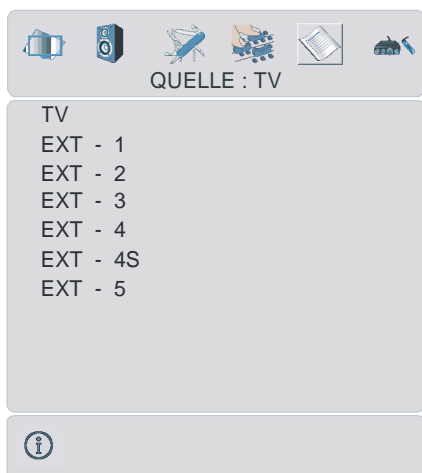 QUELLE : TV
TV
EXT - 1
EXT - 2
EXT - 3
EXT - 4
EXT - 4S
EXT - 5